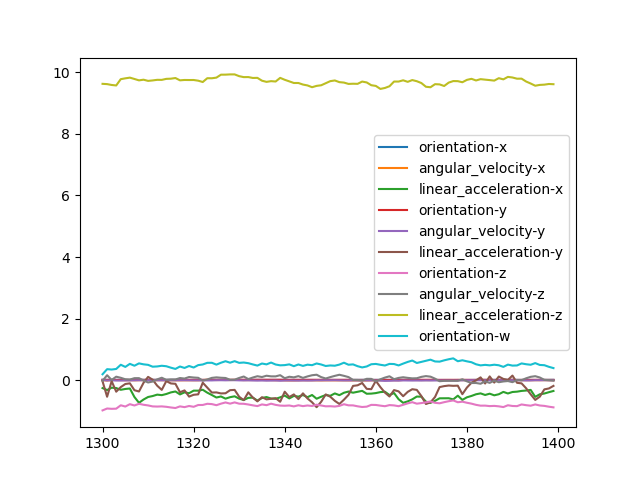 10
8
6
4
2
0
1300 1320 1340 1360 1380 1400
orientation-x
angular_velocity-x
linear_acceleration-x
orientation-y
angular_velocity-y
linear_acceleration-y
orientation-z
angular_velocity-z
linear_acceleration-z
orientation-w